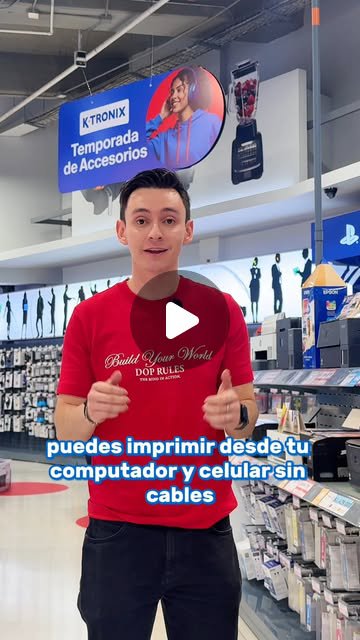 K-TRONIX
Temporada
de Accesorios
EPSON
Build Your World
DOP RULES
THE MIND IN ACTION.
puedes imprimir desde tu
computador y celular sin
cables